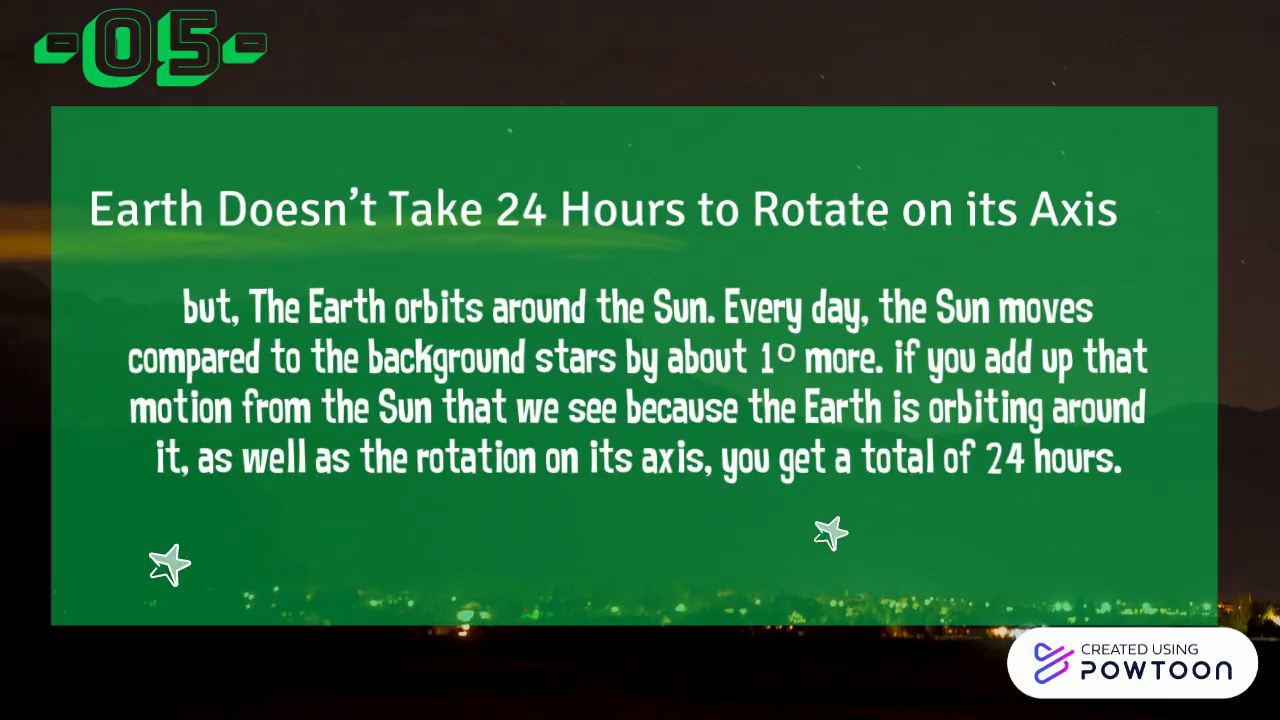 -05-
Earth Doesn’t Take 24 Hours to Rotate on its Axis
but, The Earth orbits around the Sun. Every day, the Sun moves
compared to the background stars by about 1º more. if you add up that
motion from the Sun that we see because the Earth is orbiting around
it, as well as the rotation on its axis, you get a total of 24 hours.
CREATED USING
POWTOON